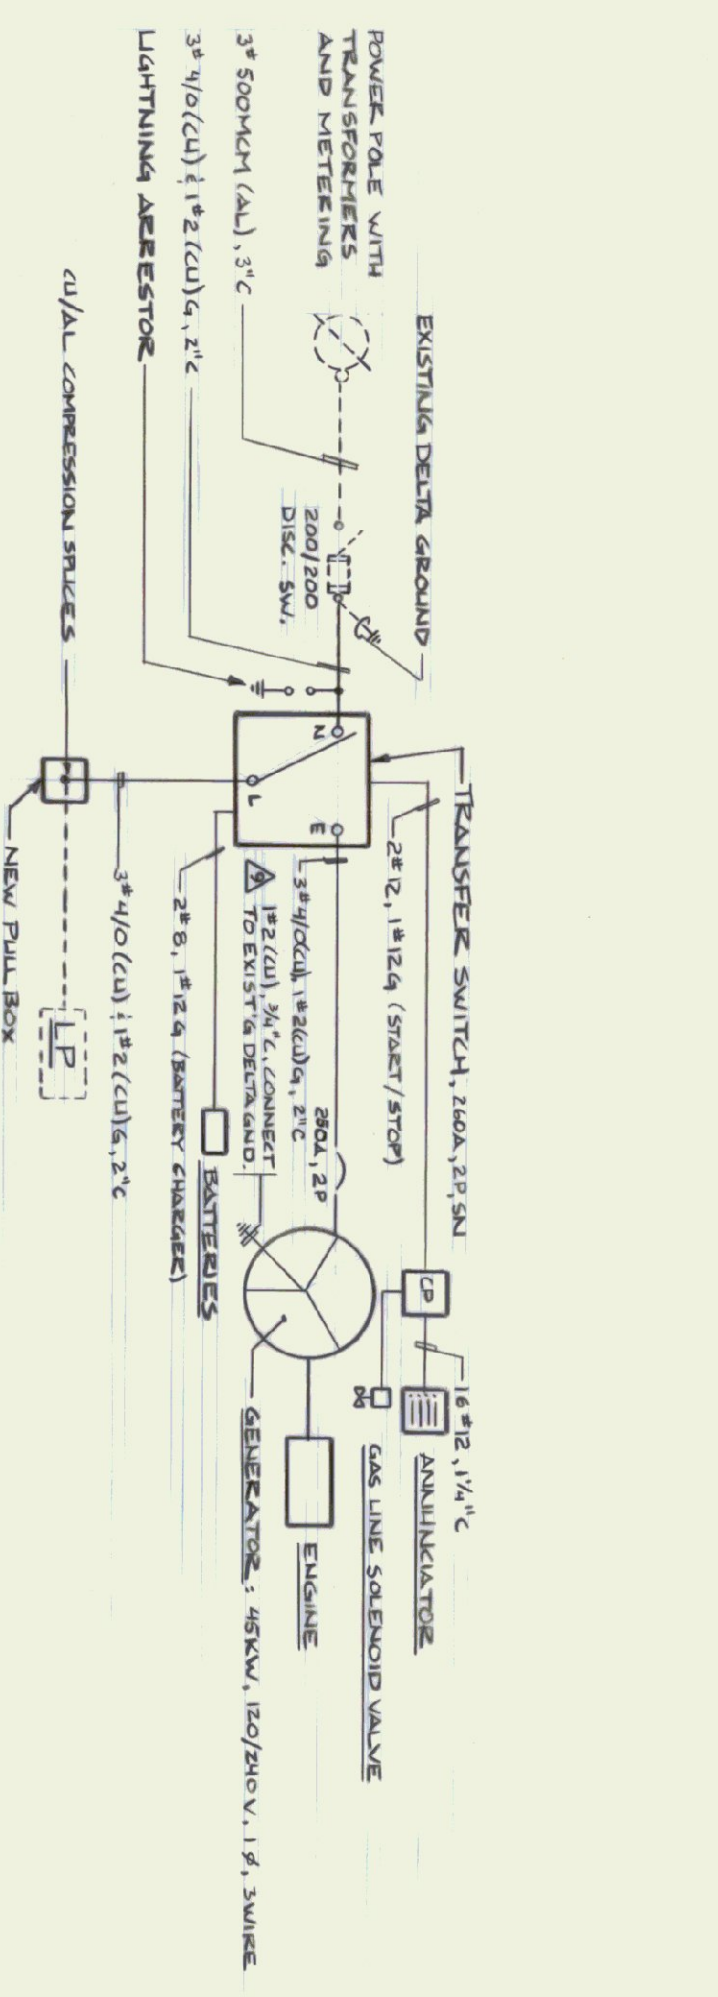 EXISTING DELTA GROUND
POWER POLE WITH
TRANSFORMERS
AND METERING
3# 500MCM (AL), 3"C
3# 4/0 (CU) & 1#2 (CU)G, 2"C
LIGHTNING ARRESTOR
CU/AL COMPRESSION SPLICES
200/200
DISC. SW.
TRANSFER SWITCH, 260A, 2P, SN
2#12, 1#12G (START/STOP)
N
E
L
3#4/0(CU), 1#2(CU)G, 2"C
250A, 2P
9
1#2 (CU), 3/4"C, CONNECT
TO EXIST'G DELTA GND.
2#8, 1#12G (BATTERY CHARGER)
BATTERIES
3#4/0 (CU) & 1#2 (CU)G, 2"C
LP
NEW PULL BOX
CP
16#12, 1 1/4"C
ANNUNCIATOR
GAS LINE SOLENOID VALVE
ENGINE
GENERATOR: 45KW, 120/240V, 1Ø, 3WIRE